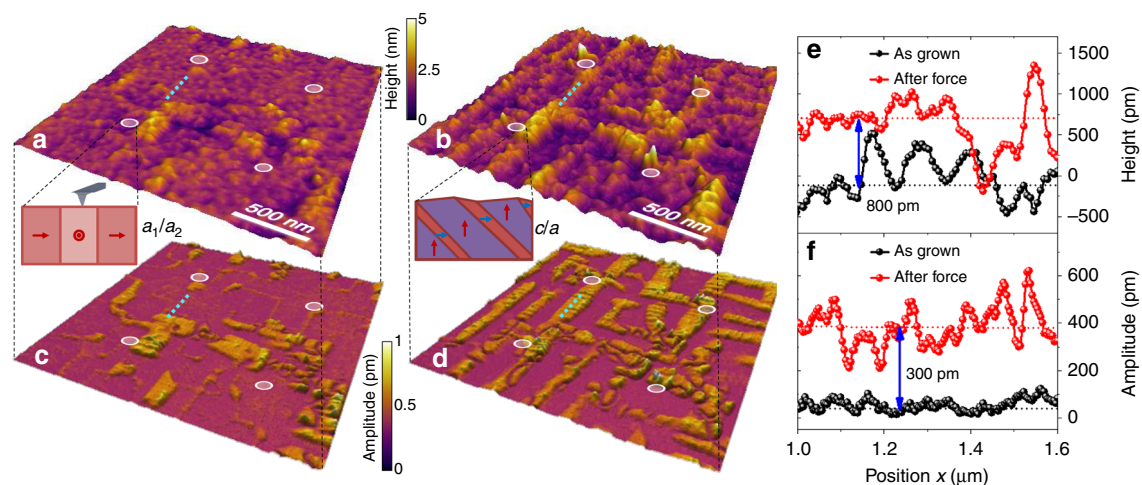 a
500 nm
Height (nm)
5
2.5
0
b
500 nm
a1/a2
c/a
c
Amplitude (pm)
1
0.5
0
d
e
As grown
After force
800 pm
1500
1000
500
0
−500
Height (pm)
f
As grown
After force
300 pm
600
400
200
0
Amplitude (pm)
1.0 1.2 1.4 1.6
Position x (μm)